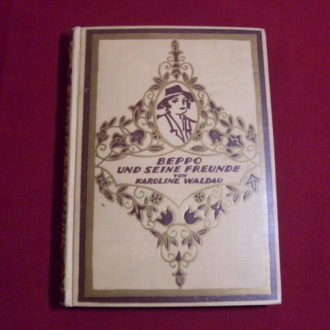 BEPPO
UND SEINE FREUNDE
VON
KAROLINE WALDAU